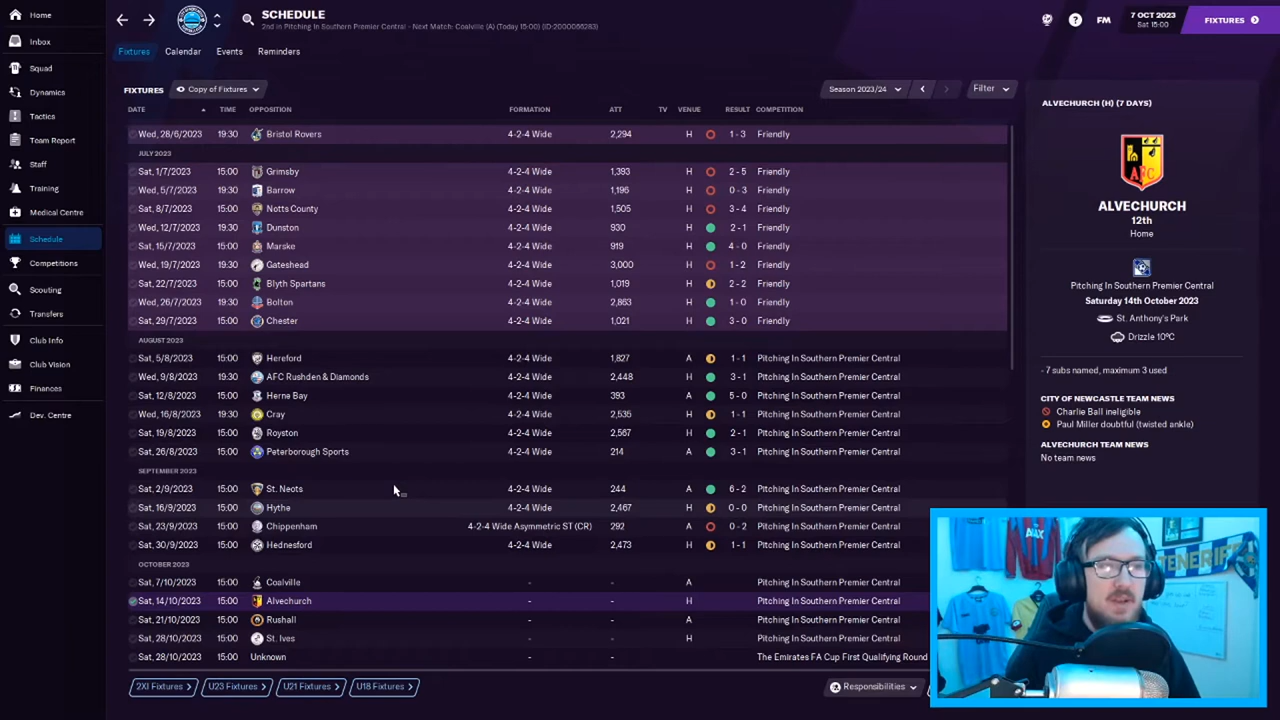 Home
Inbox
Squad
Dynamics
Tactics
Team Report
Staff
Training
Medical Centre
Schedule
Competitions
Scouting
Transfers
Club Info
Club Vision
Finances
Dev. Centre
SCHEDULE
2nd in Pitching In Southern Premier Central - Next Match: Coalville (A) (Today 15:00) (ID:2000066283)
FM
7 OCT 2023
Sat 15:00
FIXTURES
Fixtures Calendar Events Reminders
FIXTURES Copy of Fixtures Season 2023/24 Filter
DATE TIME OPPOSITION FORMATION ATT TV VENUE RESULT COMPETITION
Wed, 28/6/2023 19:30 Bristol Rovers 4-2-4 Wide 2,294 H 1 - 3 Friendly
JULY 2023
Sat, 1/7/2023 15:00 Grimsby 4-2-4 Wide 1,393 H 2 - 5 Friendly
Wed, 5/7/2023 19:30 Barrow 4-2-4 Wide 1,196 H 0 - 3 Friendly
Sat, 8/7/2023 15:00 Notts County 4-2-4 Wide 1,505 H 3 - 4 Friendly
Wed, 12/7/2023 19:30 Dunston 4-2-4 Wide 930 H 2 - 1 Friendly
Sat, 15/7/2023 15:00 Marske 4-2-4 Wide 919 H 4 - 0 Friendly
Wed, 19/7/2023 19:30 Gateshead 4-2-4 Wide 3,000 H 1 - 2 Friendly
Sat, 22/7/2023 15:00 Blyth Spartans 4-2-4 Wide 1,019 H 2 - 2 Friendly
Wed, 26/7/2023 19:30 Bolton 4-2-4 Wide 2,863 H 1 - 0 Friendly
Sat, 29/7/2023 15:00 Chester 4-2-4 Wide 1,021 H 3 - 0 Friendly
AUGUST 2023
Sat, 5/8/2023 15:00 Hereford 4-2-4 Wide 1,827 A 1 - 1 Pitching In Southern Premier Central
Wed, 9/8/2023 19:30 AFC Rushden & Diamonds 4-2-4 Wide 2,448 H 3 - 1 Pitching In Southern Premier Central
Sat, 12/8/2023 15:00 Herne Bay 4-2-4 Wide 393 A 5 - 0 Pitching In Southern Premier Central
Wed, 16/8/2023 19:30 Cray 4-2-4 Wide 2,535 H 1 - 1 Pitching In Southern Premier Central
Sat, 19/8/2023 15:00 Royston 4-2-4 Wide 2,567 H 2 - 1 Pitching In Southern Premier Central
Sat, 26/8/2023 15:00 Peterborough Sports 4-2-4 Wide 214 A 3 - 1 Pitching In Southern Premier Central
SEPTEMBER 2023
Sat, 2/9/2023 15:00 St. Neots 4-2-4 Wide 244 A 6 - 2 Pitching In Southern Premier Central
Sat, 16/9/2023 15:00 Hythe 4-2-4 Wide 2,467 H 0 - 0 Pitching In Southern Premier Central
Sat, 23/9/2023 15:00 Chippenham 4-2-4 Wide Asymmetric ST (CR) 292 A 0 - 2 Pitching In Southern Premier Central
Sat, 30/9/2023 15:00 Hednesford 4-2-4 Wide 2,473 H 1 - 1 Pitching In Southern Premier Central
OCTOBER 2023
Sat, 7/10/2023 15:00 Coalville - - A Pitching In Southern Premier Central
Sat, 14/10/2023 15:00 Alvechurch - - H Pitching In Southern Premier Central
Sat, 21/10/2023 15:00 Rushall - - A Pitching In Southern Premier Central
Sat, 28/10/2023 15:00 St. Ives - - H Pitching In Southern Premier Central
Sat, 28/10/2023 15:00 Unknown - - The Emirates FA Cup First Qualifying Round
2XI Fixtures U23 Fixtures U21 Fixtures U18 Fixtures Responsibilities
ALVECHURCH (H) (7 DAYS)
AFC
ALVECHURCH
12th
Home
Pitching In Southern Premier Central
Saturday 14th October 2023
St. Anthony's Park
Drizzle 10ºC
- 7 subs named, maximum 3 used
CITY OF NEWCASTLE TEAM NEWS
Charlie Ball ineligible
Paul Miller doubtful (twisted ankle)
ALVECHURCH TEAM NEWS
No team news
TENERIFE